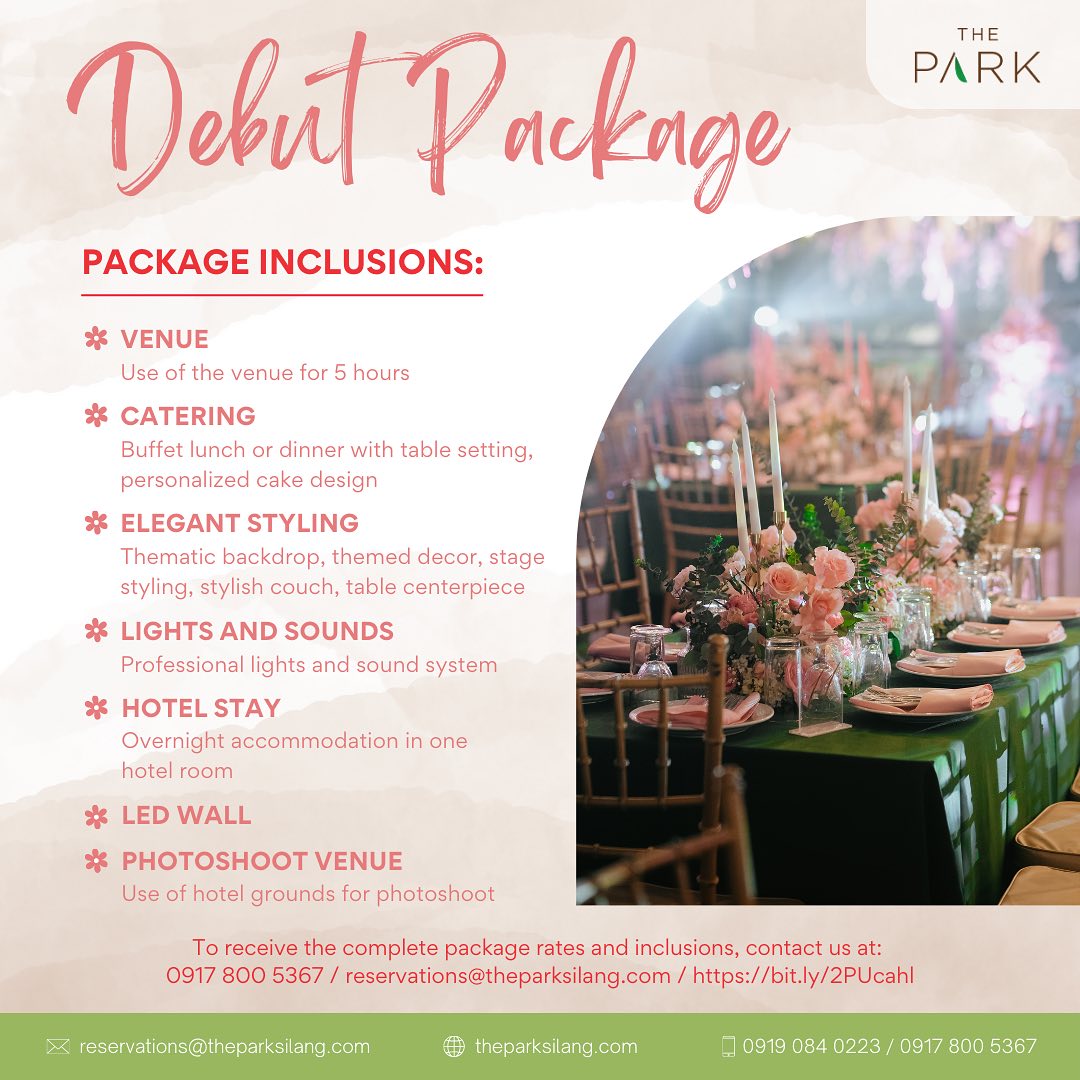 THE
PARK
Debut Package
PACKAGE INCLUSIONS:
VENUE
Use of the venue for 5 hours
CATERING
Buffet lunch or dinner with table setting,
personalized cake design
ELEGANT STYLING
Thematic backdrop, themed decor, stage
styling, stylish couch, table centerpiece
LIGHTS AND SOUNDS
Professional lights and sound system
HOTEL STAY
Overnight accommodation in one
hotel room
LED WALL
PHOTOSHOOT VENUE
Use of hotel grounds for photoshoot
To receive the complete package rates and inclusions, contact us at:
0917 800 5367 / reservations@theparksilang.com / https://bit.ly/2PUcahl
reservations@theparksilang.com
theparksilang.com
0919 084 0223 / 0917 800 5367